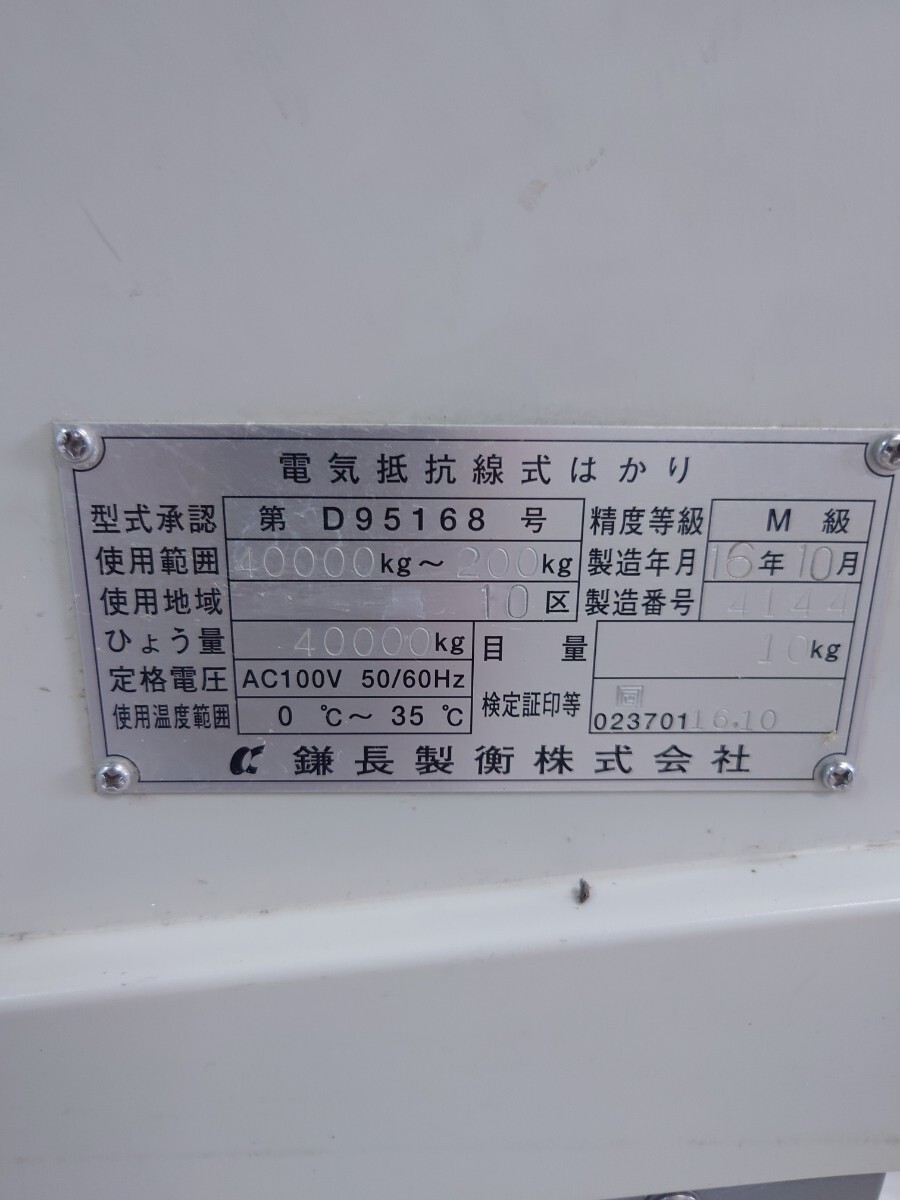 電気抵抗線式はかり
型式承認 第 D95168 号 精度等級 M 級
使用範囲 40000kg～200kg 製造年月 16年10月
使用地域 10区 製造番号 4144
ひょう量 40000kg 目量 10kg
定格電圧 AC100V 50/60Hz
使用温度範囲 0℃～35℃ 検定証印等 023701 16.10
鎌長製衡株式会社